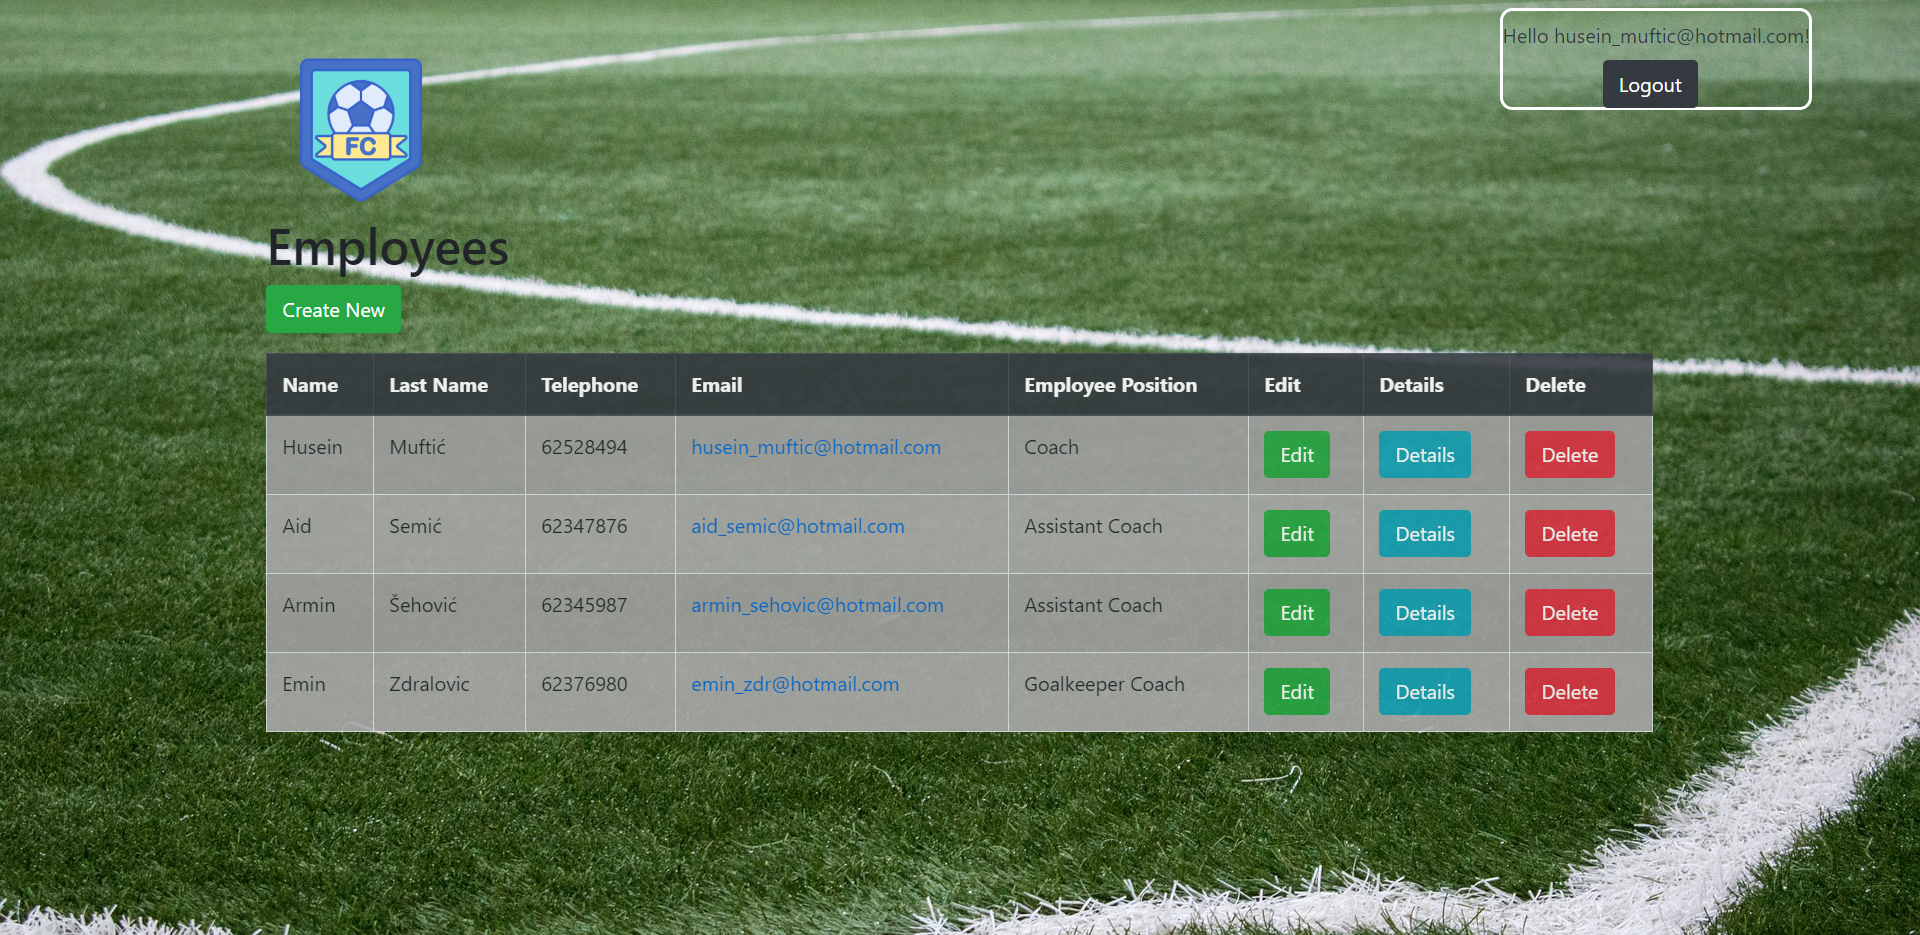 Hello husein_muftic@hotmail.com!
Logout
FC
Employees
Create New
Name Last Name Telephone Email Employee Position Edit Details Delete
Husein Muftić 62528494 husein_muftic@hotmail.com Coach Edit Details Delete
Aid Semić 62347876 aid_semic@hotmail.com Assistant Coach Edit Details Delete
Armin Šehović 62345987 armin_sehovic@hotmail.com Assistant Coach Edit Details Delete
Emin Zdralovic 62376980 emin_zdr@hotmail.com Goalkeeper Coach Edit Details Delete